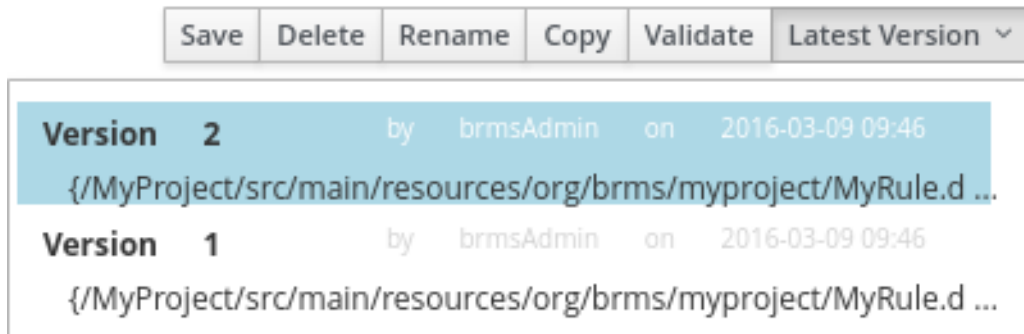 Save Delete Rename Copy Validate Latest Version
Version 2 by brmsAdmin on 2016-03-09 09:46
{/MyProject/src/main/resources/org/brms/myproject/MyRule.d ...
Version 1 by brmsAdmin on 2016-03-09 09:46
{/MyProject/src/main/resources/org/brms/myproject/MyRule.d ...